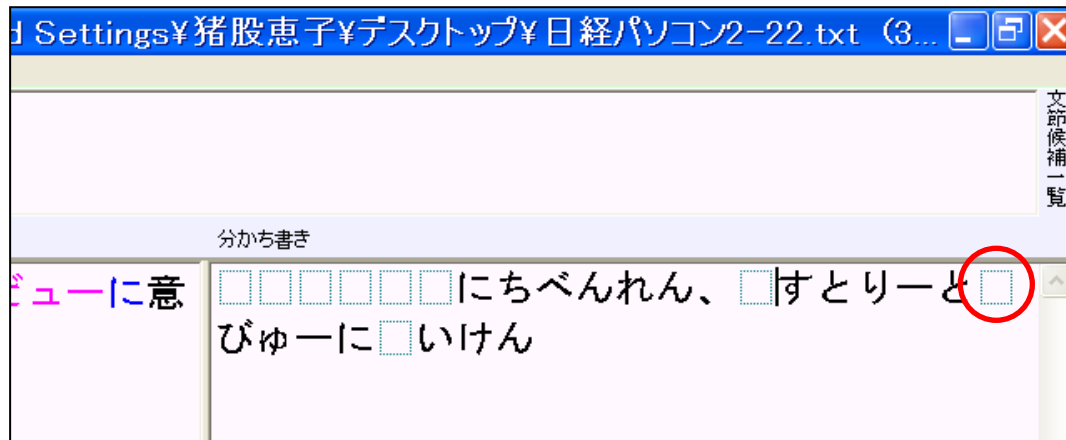 d Settings¥猪股恵子¥デスクトップ¥日経パソコン2-22.txt (3...
文節候補一覧
分かち書き
ビューに意
□□□□□□にちべんれん、□すとりーと□
びゅーに□いけん